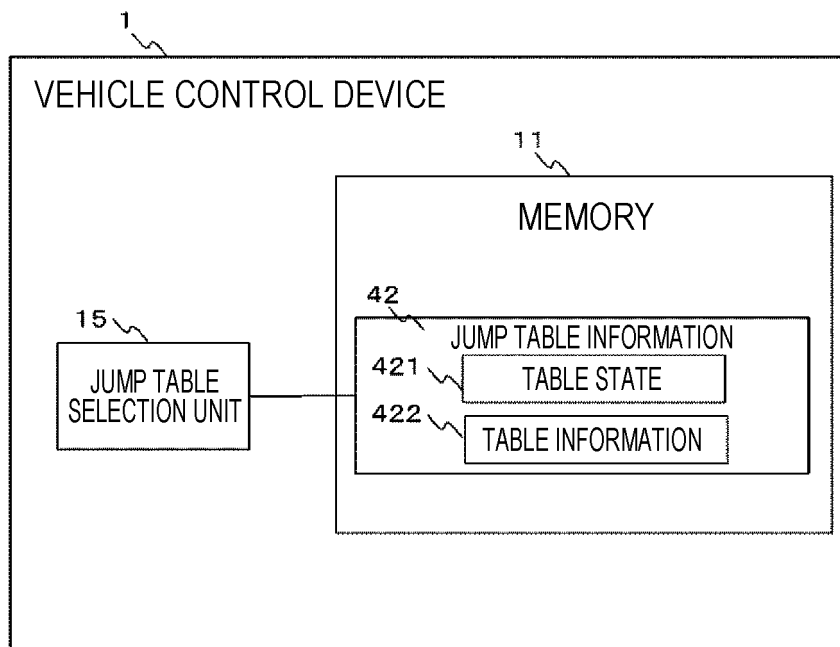 1
VEHICLE CONTROL DEVICE
11
MEMORY
42
JUMP TABLE INFORMATION
421
TABLE STATE
422
TABLE INFORMATION
15
JUMP TABLE
SELECTION UNIT